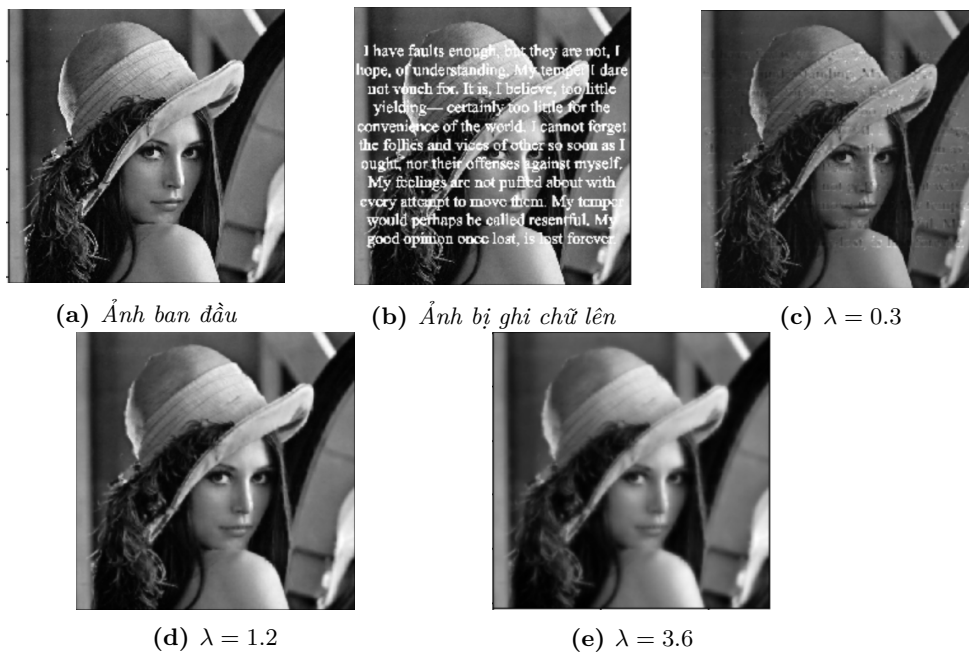 I have faults enough, but they are not, I
hope, of understanding. My temper I dare
not vouch for. It is, I believe, too little
yielding— certainly too little for the
convenience of the world. I cannot forget
the follies and vices of other so soon as I
ought, nor their offenses against myself.
My feelings are not puffed about with
every attempt to move them. My temper
would perhaps be called resentful. My
good opinion once lost, is lost forever.
(a) Ảnh ban đầu
(b) Ảnh bị ghi chữ lên
(c) λ = 0.3
(d) λ = 1.2
(e) λ = 3.6